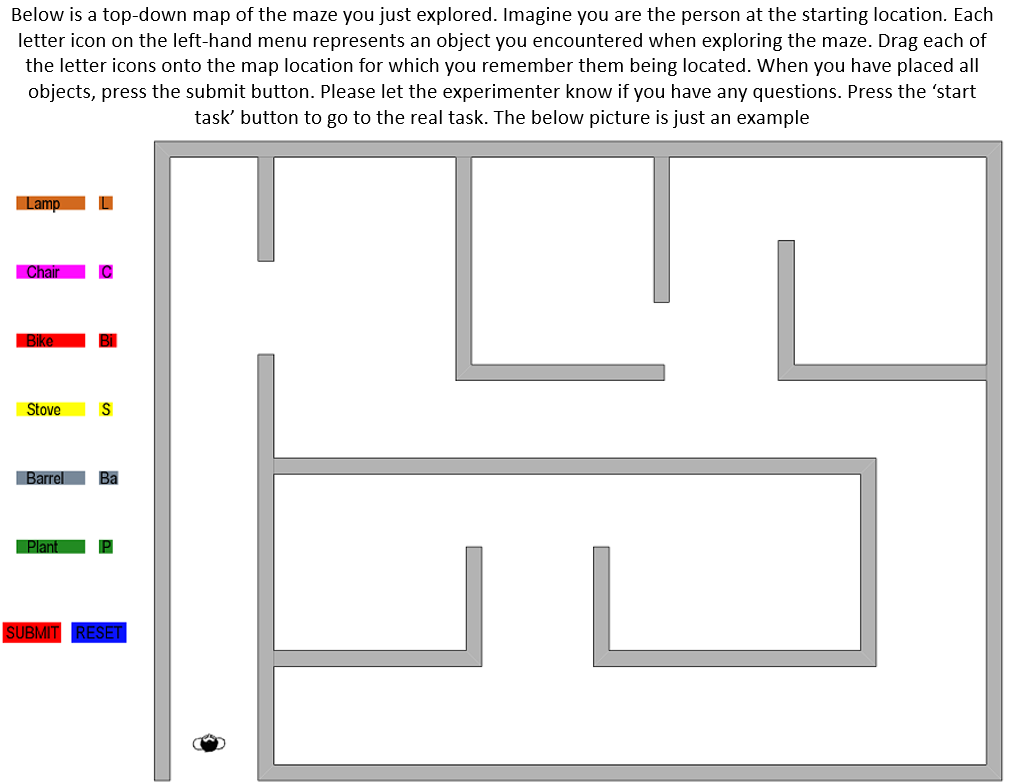 Below is a top-down map of the maze you just explored. Imagine you are the person at the starting location. Each
letter icon on the left-hand menu represents an object you encountered when exploring the maze. Drag each of
the letter icons onto the map location for which you remember them being located. When you have placed all
objects, press the submit button. Please let the experimenter know if you have any questions. Press the ‘start
task’ button to go to the real task. The below picture is just an example
Lamp L
Chair C
Bike Bi
Stove S
Barrel Ba
Plant P
SUBMIT RESET